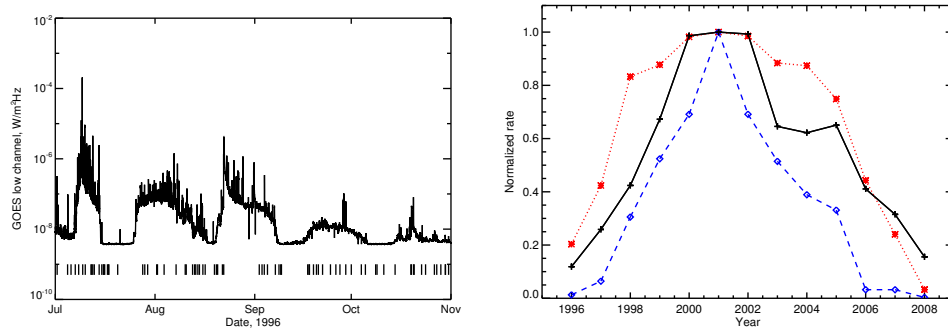 10^-2
10^-4
10^-6
10^-8
10^-10
GOES low channel, W/m²Hz
Jul Aug Sep Oct Nov
Date, 1996
1.0
0.8
0.6
0.4
0.2
0.0
Normalized rate
1996 1998 2000 2002 2004 2006 2008
Year